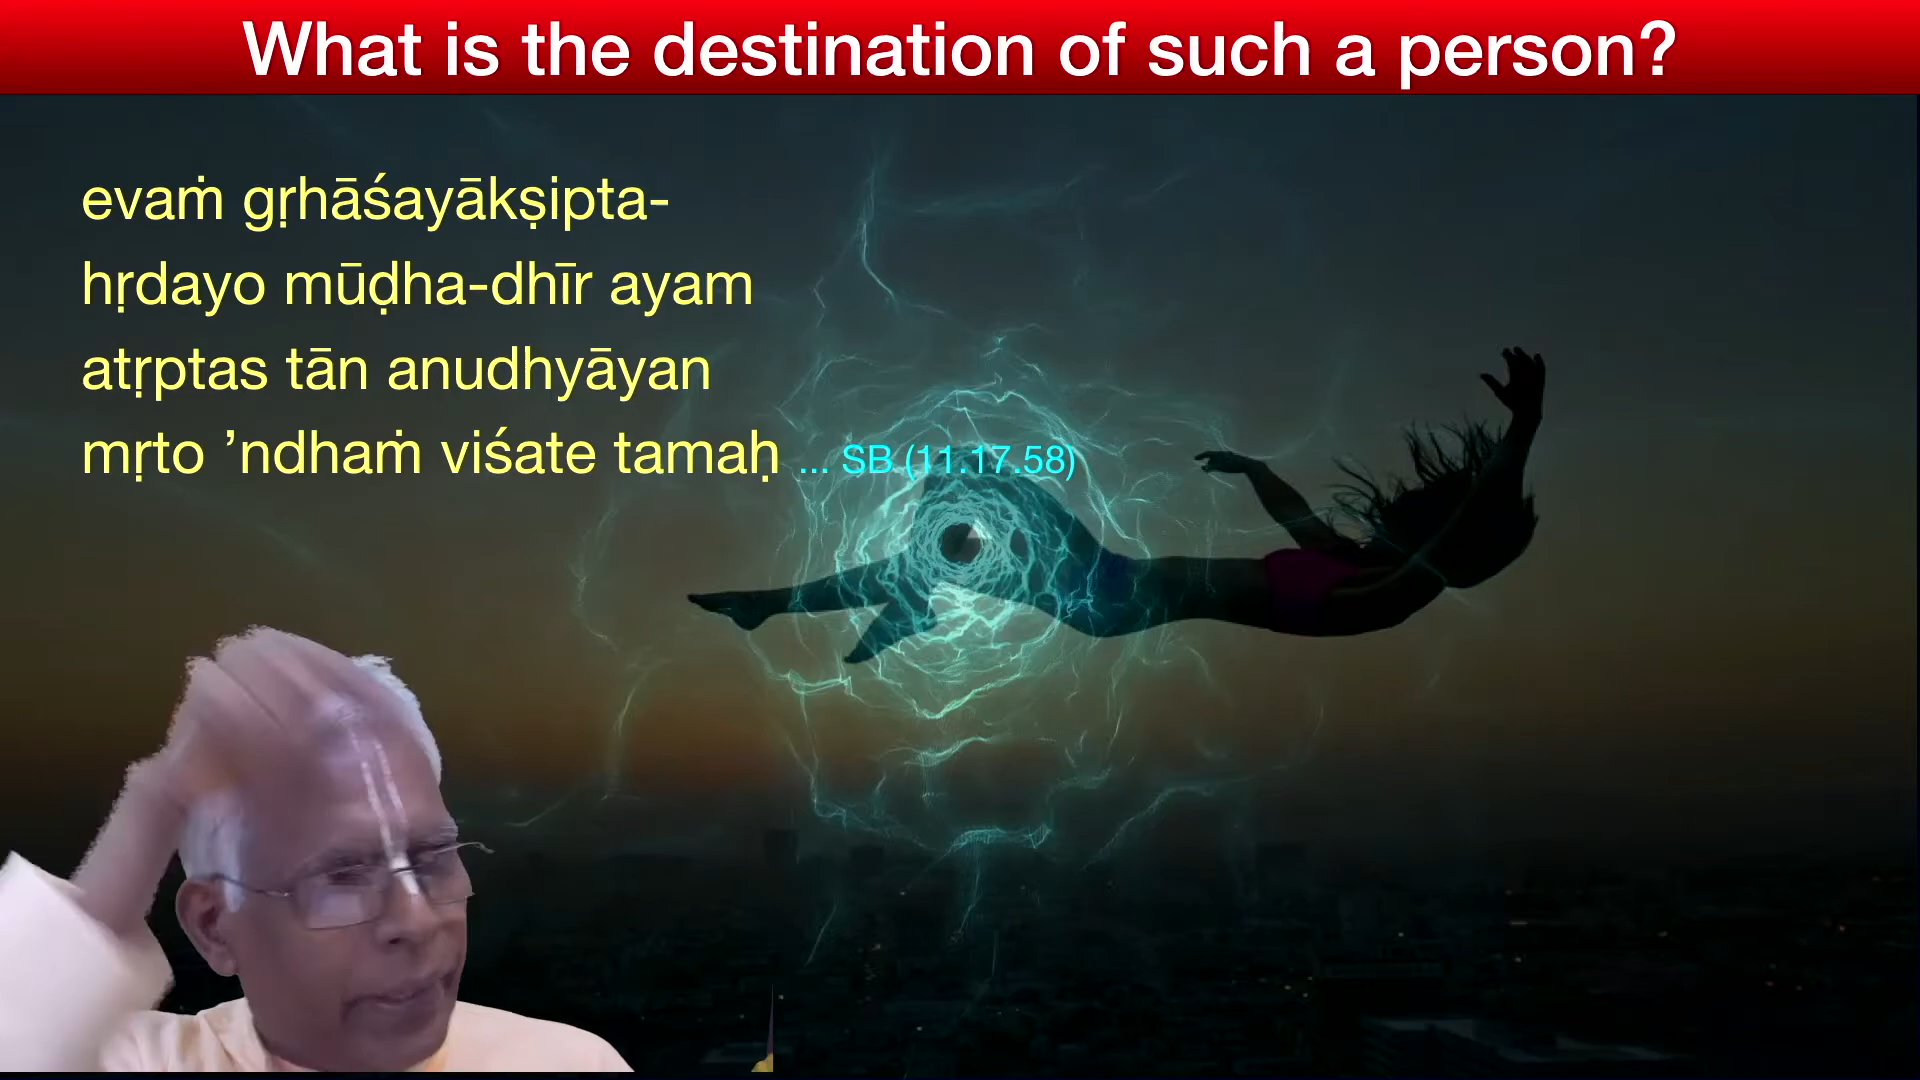 What is the destination of such a person?
evaṁ gṛhāśayākṣipta-
hṛdayo mūḍha-dhīr ayam
atṛptas tān anudhyāyan
mṛto ’ndhaṁ viśate tamaḥ ... SB (11.17.58)